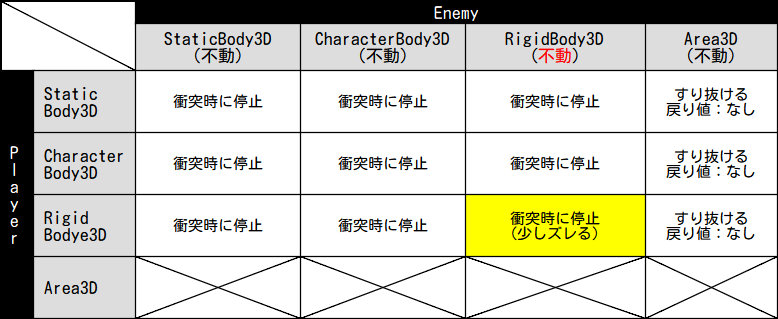 Enemy
StaticBody3D
(不動)
CharacterBody3D
(不動)
RigidBody3D
(不動)
Area3D
(不動)
Player
Static
Body3D
衝突時に停止
衝突時に停止
衝突時に停止
すり抜ける
戻り値：なし
Character
Body3D
衝突時に停止
衝突時に停止
衝突時に停止
すり抜ける
戻り値：なし
Rigid
Bodye3D
衝突時に停止
衝突時に停止
衝突時に停止
(少しズレる)
すり抜ける
戻り値：なし
Area3D